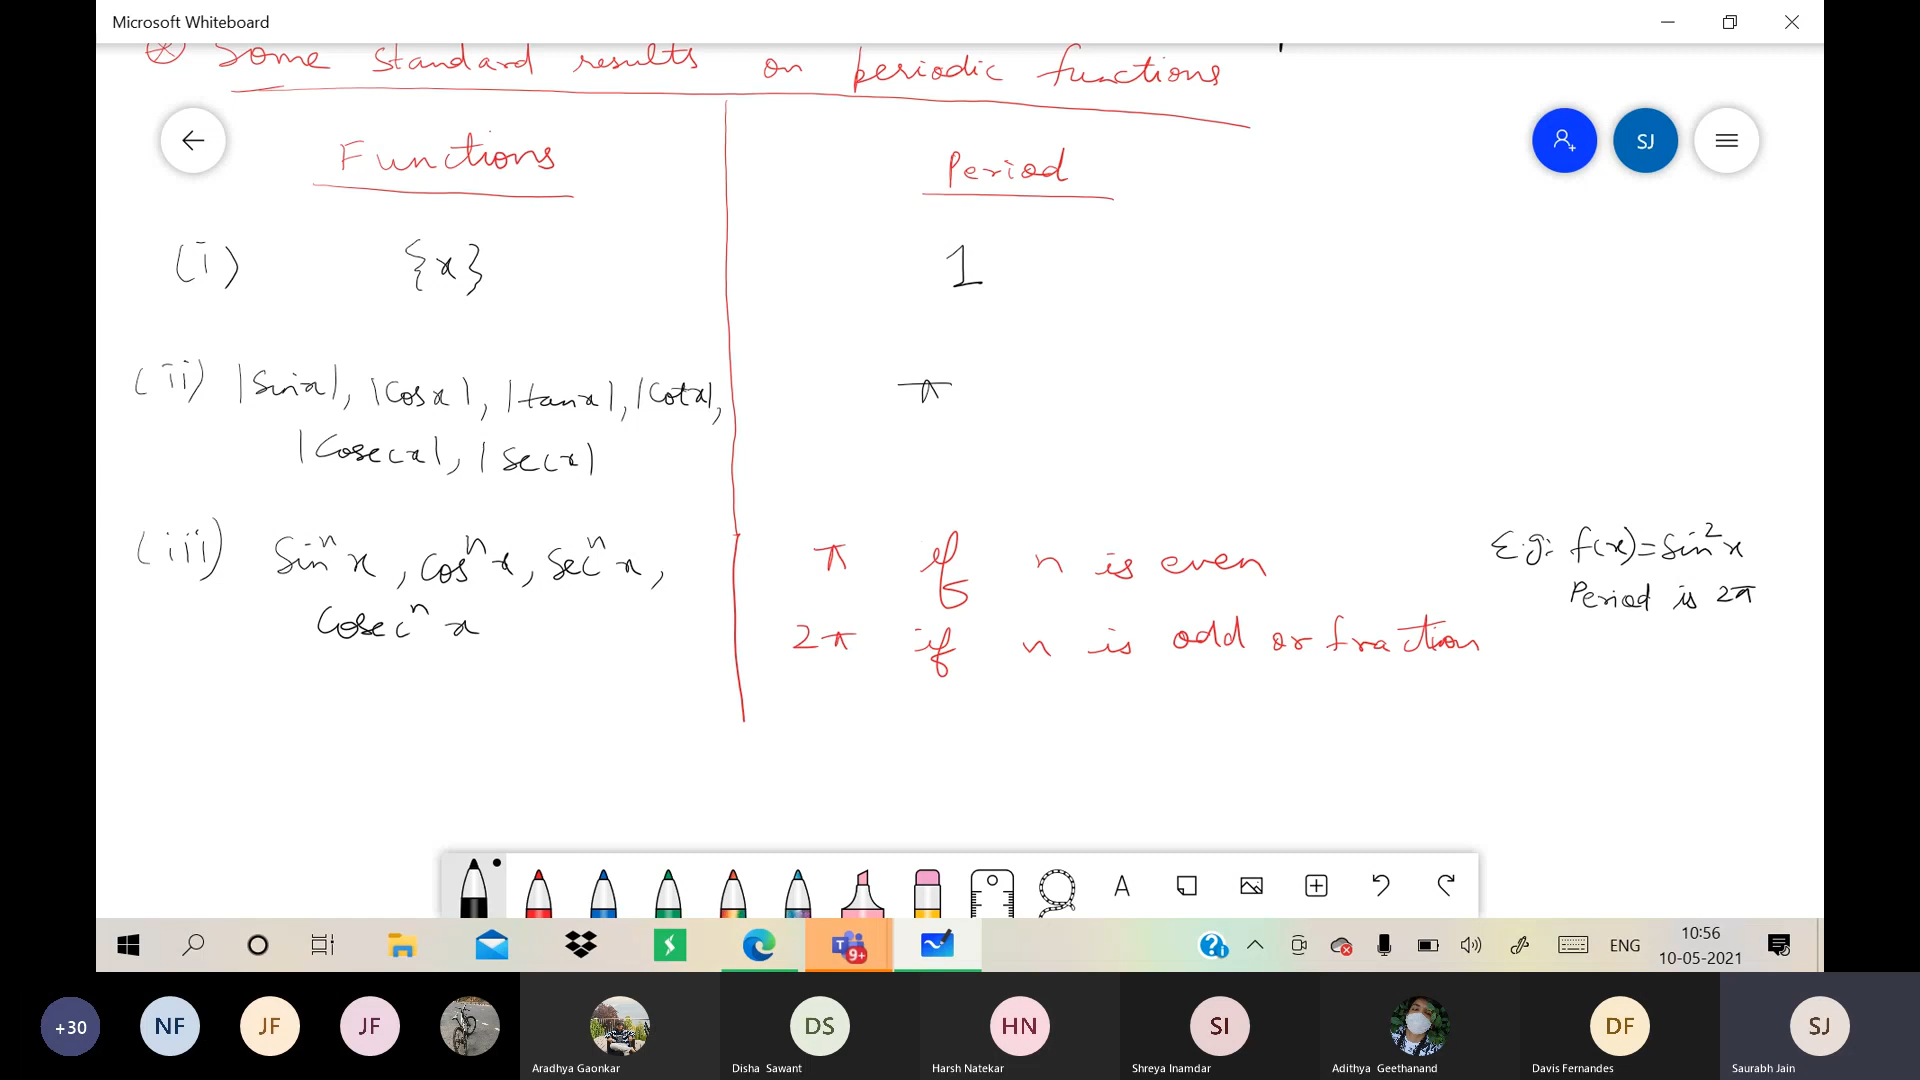 Microsoft Whiteboard
Some standard results on periodic functions
Functions
Period
(i) {x} 1
(ii) |Sinx|, |Cosx|, |tanx|, |Cotx|, π
|Cosecx|, |Secx|
(iii) Sinⁿx, Cosⁿx, Secⁿx, π if n is even
Cosecⁿx 2π if n is odd or fraction
E.g: f(x)=Sin²x
Period is 2π
SJ
A
T 9+
ENG
10:56
10-05-2021
+30 NF JF JF DS HN SI DF SJ
Aradhya Gaonkar Disha Sawant Harsh Natekar Shreya Inamdar Adithya Geethanand Davis Fernandes Saurabh Jain